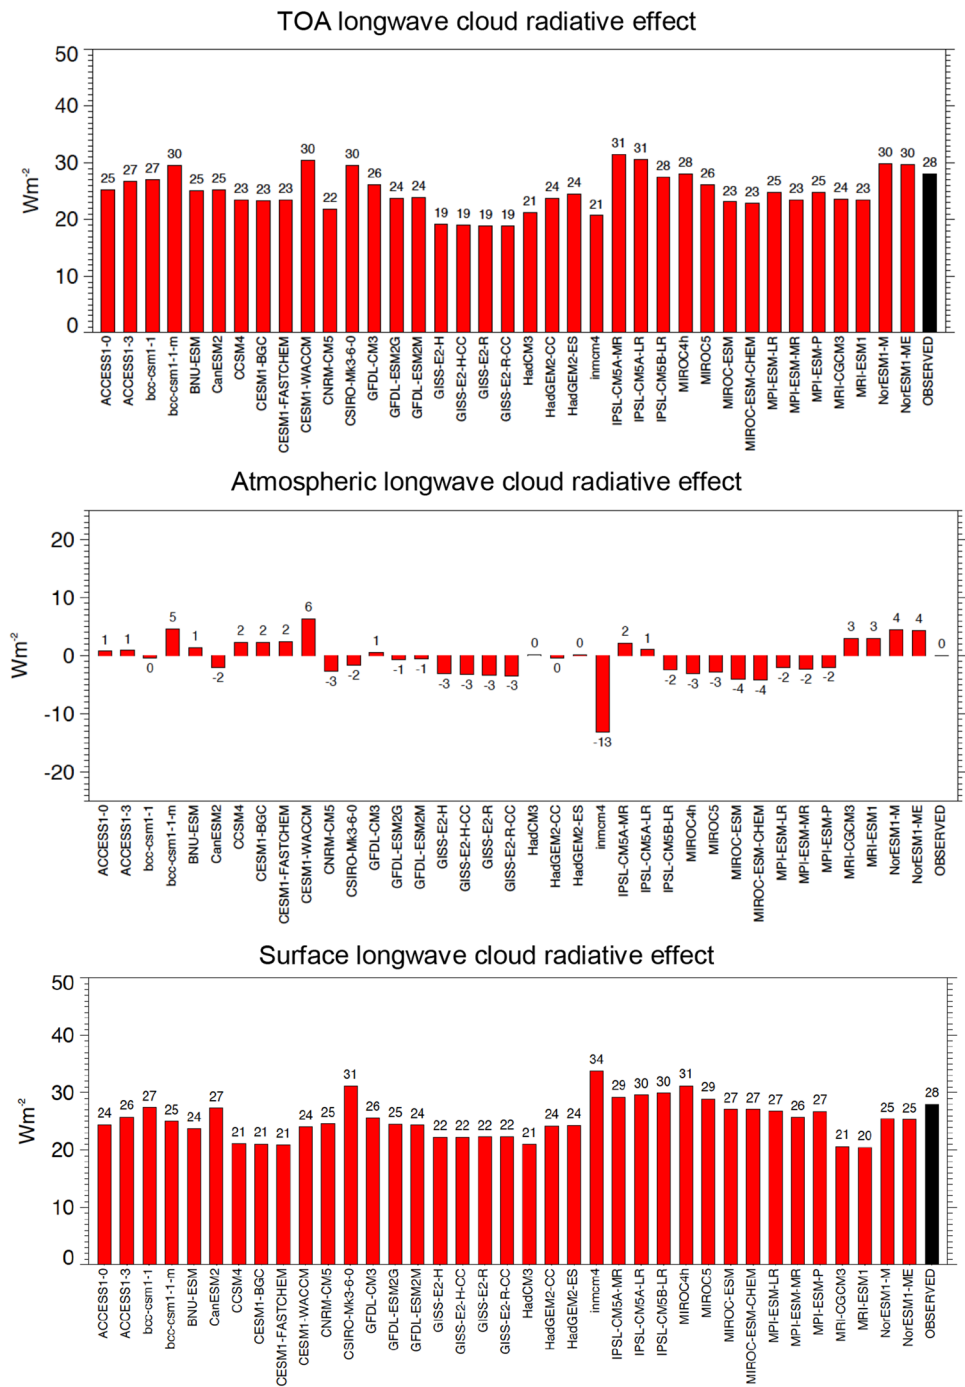 TOA longwave cloud radiative effect
50
40
30
20
10
0
Wm-2
25 27 27 30 25 25 23 23 23 30 22 30 26 24 24 19 19 19 19 21 24 24 21 31 31 28 28 26 23 23 25 23 25 24 23 30 30 28
ACCESS1-0
ACCESS1-3
bcc-csm1-1
bcc-csm1-1-m
BNU-ESM
CanESM2
CCSM4
CESM1-BGC
CESM1-FASTCHEM
CESM1-WACCM
CNRM-CM5
CSIRO-Mk3-6-0
GFDL-CM3
GFDL-ESM2G
GFDL-ESM2M
GISS-E2-H
GISS-E2-H-CC
GISS-E2-R
GISS-E2-R-CC
HadCM3
HadGEM2-CC
HadGEM2-ES
inmcm4
IPSL-CM5A-MR
IPSL-CM5A-LR
IPSL-CM5B-LR
MIROC4h
MIROC5
MIROC-ESM
MIROC-ESM-CHEM
MPI-ESM-LR
MPI-ESM-MR
MPI-ESM-P
MRI-CGCM3
MRI-ESM1
NorESM1-M
NorESM1-ME
OBSERVED
Atmospheric longwave cloud radiative effect
20
10
0
-10
-20
Wm-2
1 1 0 5 1 -2 2 2 2 6 -3 -2 1 -1 -1 -3 -3 -3 -3 0 0 0 -13 2 1 -2 -3 -3 -4 -4 -2 -2 -2 3 3 4 4 0
ACCESS1-0
ACCESS1-3
bcc-csm1-1
bcc-csm1-1-m
BNU-ESM
CanESM2
CCSM4
CESM1-BGC
CESM1-FASTCHEM
CESM1-WACCM
CNRM-CM5
CSIRO-Mk3-6-0
GFDL-CM3
GFDL-ESM2G
GFDL-ESM2M
GISS-E2-H
GISS-E2-H-CC
GISS-E2-R
GISS-E2-R-CC
HadCM3
HadGEM2-CC
HadGEM2-ES
inmcm4
IPSL-CM5A-MR
IPSL-CM5A-LR
IPSL-CM5B-LR
MIROC4h
MIROC5
MIROC-ESM
MIROC-ESM-CHEM
MPI-ESM-LR
MPI-ESM-MR
MPI-ESM-P
MRI-CGCM3
MRI-ESM1
NorESM1-M
NorESM1-ME
OBSERVED
Surface longwave cloud radiative effect
50
40
30
20
10
0
Wm-2
24 26 27 25 24 27 21 21 21 24 25 31 26 25 24 22 22 22 22 21 24 24 34 29 30 30 31 29 27 27 27 26 27 21 20 25 25 28
ACCESS1-0
ACCESS1-3
bcc-csm1-1
bcc-csm1-1-m
BNU-ESM
CanESM2
CCSM4
CESM1-BGC
CESM1-FASTCHEM
CESM1-WACCM
CNRM-CM5
CSIRO-Mk3-6-0
GFDL-CM3
GFDL-ESM2G
GFDL-ESM2M
GISS-E2-H
GISS-E2-H-CC
GISS-E2-R
GISS-E2-R-CC
HadCM3
HadGEM2-CC
HadGEM2-ES
inmcm4
IPSL-CM5A-MR
IPSL-CM5A-LR
IPSL-CM5B-LR
MIROC4h
MIROC5
MIROC-ESM
MIROC-ESM-CHEM
MPI-ESM-LR
MPI-ESM-MR
MPI-ESM-P
MRI-CGCM3
MRI-ESM1
NorESM1-M
NorESM1-ME
OBSERVED